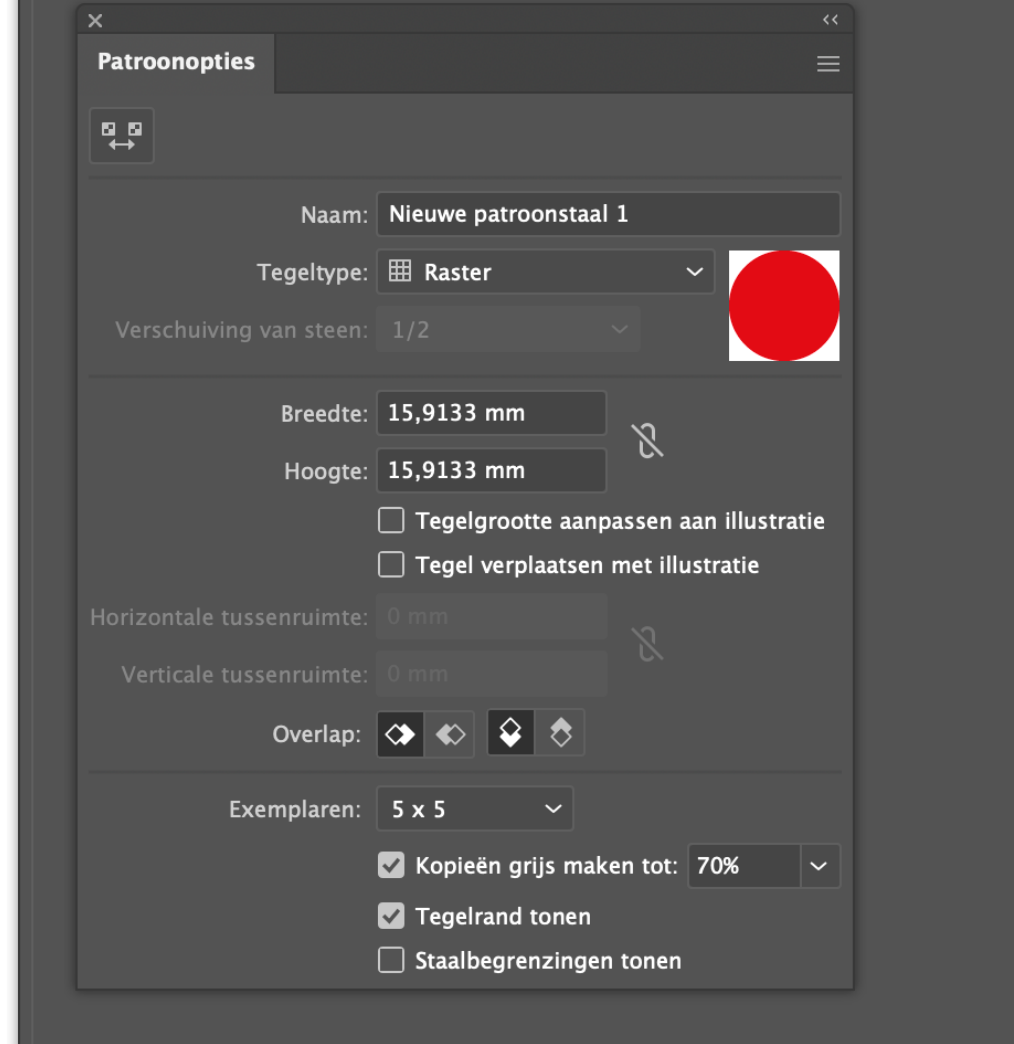 Patroonopties
Naam: Nieuwe patroonstaal 1
Tegeltype: Raster
Verschuiving van steen: 1/2
Breedte: 15,9133 mm
Hoogte: 15,9133 mm
Tegelgrootte aanpassen aan illustratie
Tegel verplaatsen met illustratie
Horizontale tussenruimte: 0 mm
Verticale tussenruimte: 0 mm
Overlap:
Exemplaren: 5 x 5
Kopieën grijs maken tot: 70%
Tegelrand tonen
Staalbegrenzingen tonen